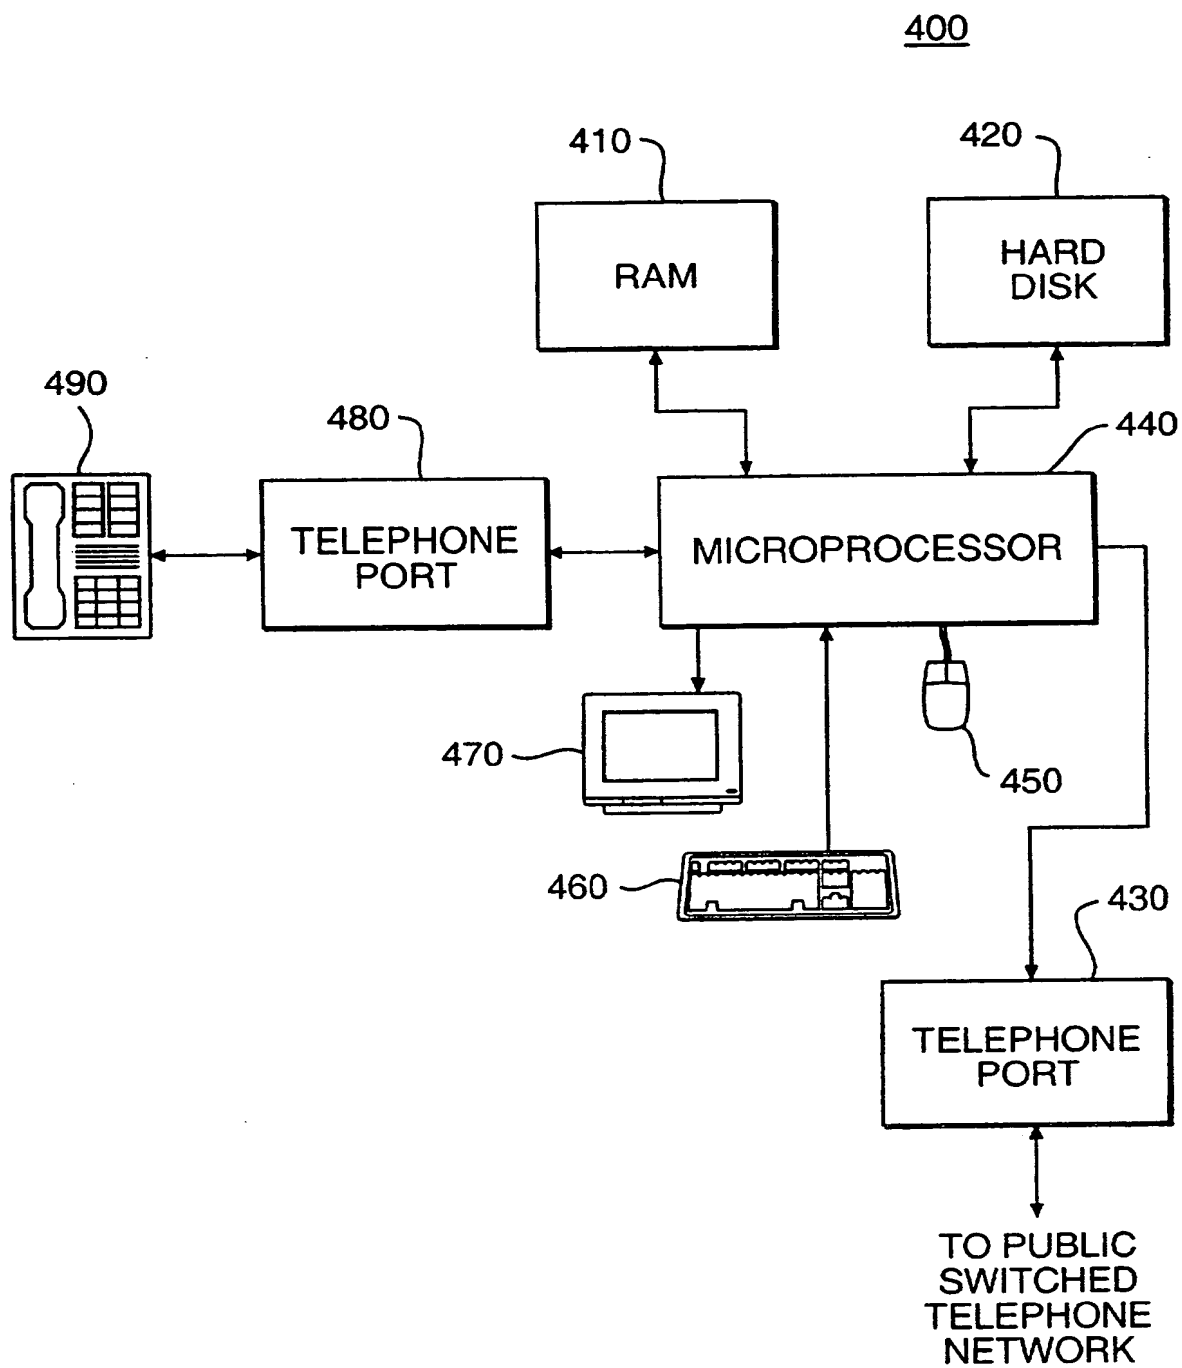 400
410
420
RAM
HARD
DISK
490
480
440
TELEPHONE
PORT
MICROPROCESSOR
470
450
460
430
TELEPHONE
PORT
TO PUBLIC
SWITCHED
TELEPHONE
NETWORK